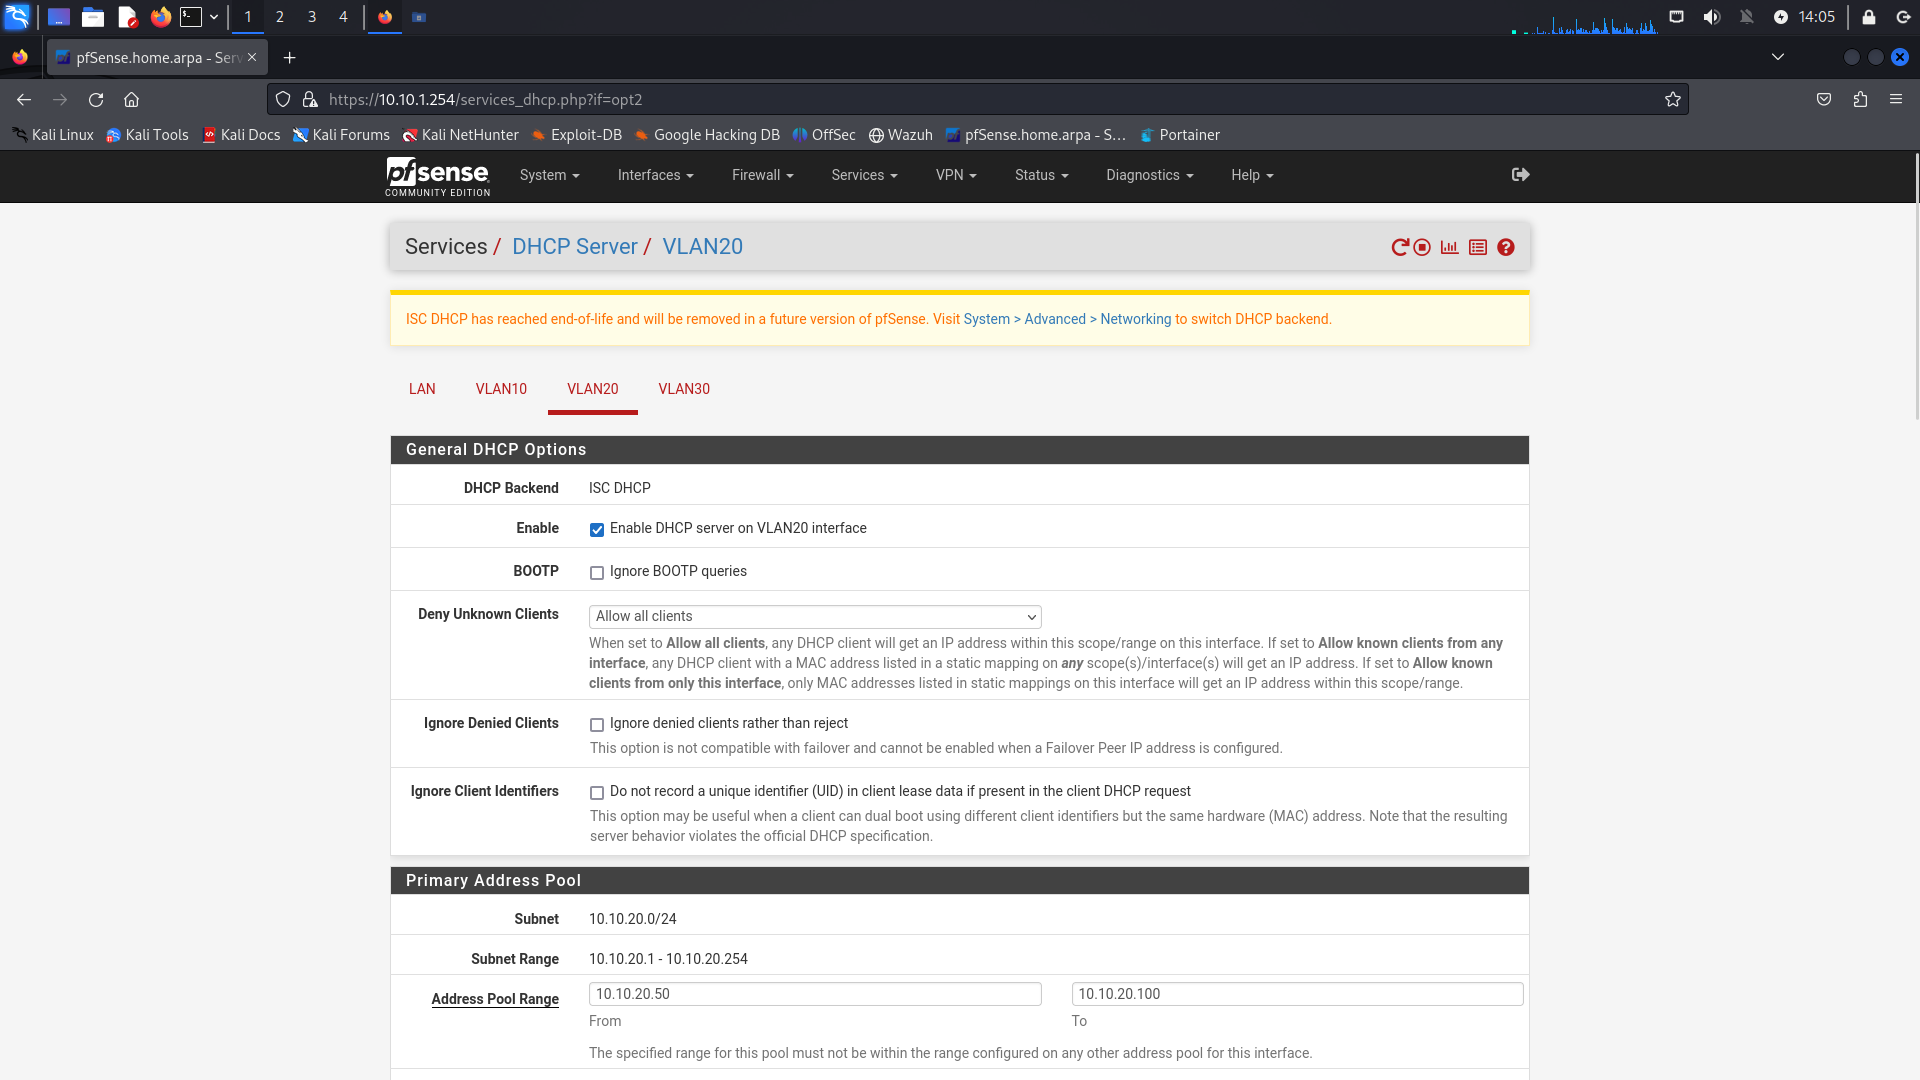 1 2 3 4 14:05
pfSense.home.arpa - Serv
https://10.10.1.254/services_dhcp.php?if=opt2
Kali Linux Kali Tools Kali Docs Kali Forums Kali NetHunter Exploit-DB Google Hacking DB OffSec Wazuh pfSense.home.arpa - S… Portainer
pfsense System Interfaces Firewall Services VPN Status Diagnostics Help
COMMUNITY EDITION
Services / DHCP Server / VLAN20
ISC DHCP has reached end-of-life and will be removed in a future version of pfSense. Visit System > Advanced > Networking to switch DHCP backend.
LAN VLAN10 VLAN20 VLAN30
General DHCP Options
DHCP Backend ISC DHCP
Enable Enable DHCP server on VLAN20 interface
BOOTP Ignore BOOTP queries
Deny Unknown Clients Allow all clients
When set to Allow all clients, any DHCP client will get an IP address within this scope/range on this interface. If set to Allow known clients from any
interface, any DHCP client with a MAC address listed in a static mapping on any scope(s)/interface(s) will get an IP address. If set to Allow known
clients from only this interface, only MAC addresses listed in static mappings on this interface will get an IP address within this scope/range.
Ignore Denied Clients Ignore denied clients rather than reject
This option is not compatible with failover and cannot be enabled when a Failover Peer IP address is configured.
Ignore Client Identifiers Do not record a unique identifier (UID) in client lease data if present in the client DHCP request
This option may be useful when a client can dual boot using different client identifiers but the same hardware (MAC) address. Note that the resulting
server behavior violates the official DHCP specification.
Primary Address Pool
Subnet 10.10.20.0/24
Subnet Range 10.10.20.1 - 10.10.20.254
Address Pool Range 10.10.20.50 10.10.20.100
From To
The specified range for this pool must not be within the range configured on any other address pool for this interface.